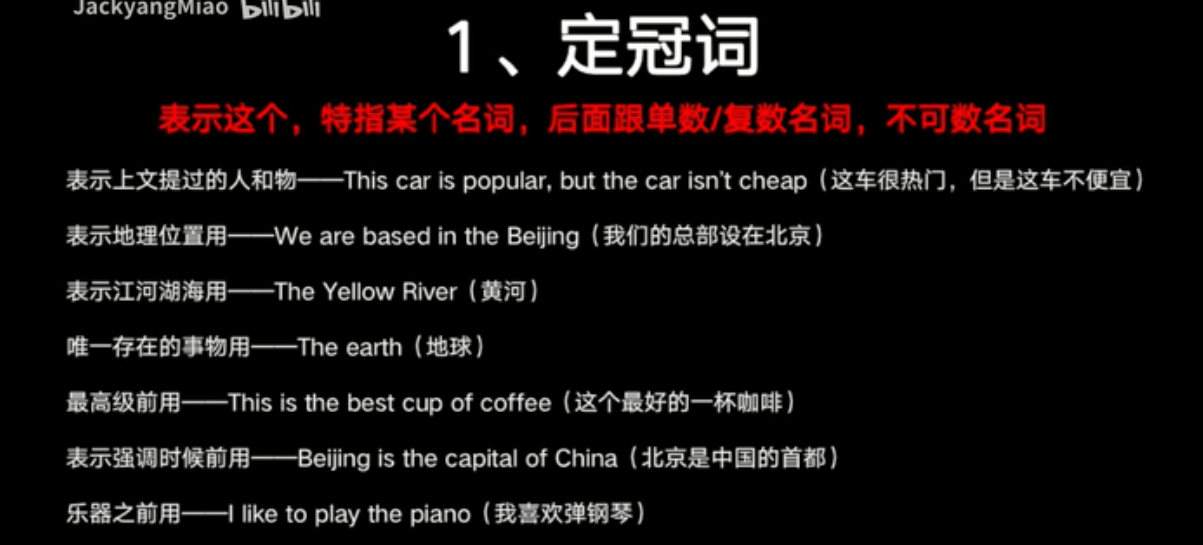 JackyangMiao bilibili
1、定冠词
表示这个，特指某个名词，后面跟单数/复数名词，不可数名词
表示上文提过的人和物——This car is popular, but the car isn't cheap（这车很热门，但是这车不便宜）
表示地理位置用——We are based in the Beijing（我们的总部设在北京）
表示江河湖海用——The Yellow River（黄河）
唯一存在的事物用——The earth（地球）
最高级前用——This is the best cup of coffee（这个最好的一杯咖啡）
表示强调时候前用——Beijing is the capital of China（北京是中国的首都）
乐器之前用——I like to play the piano（我喜欢弹钢琴）